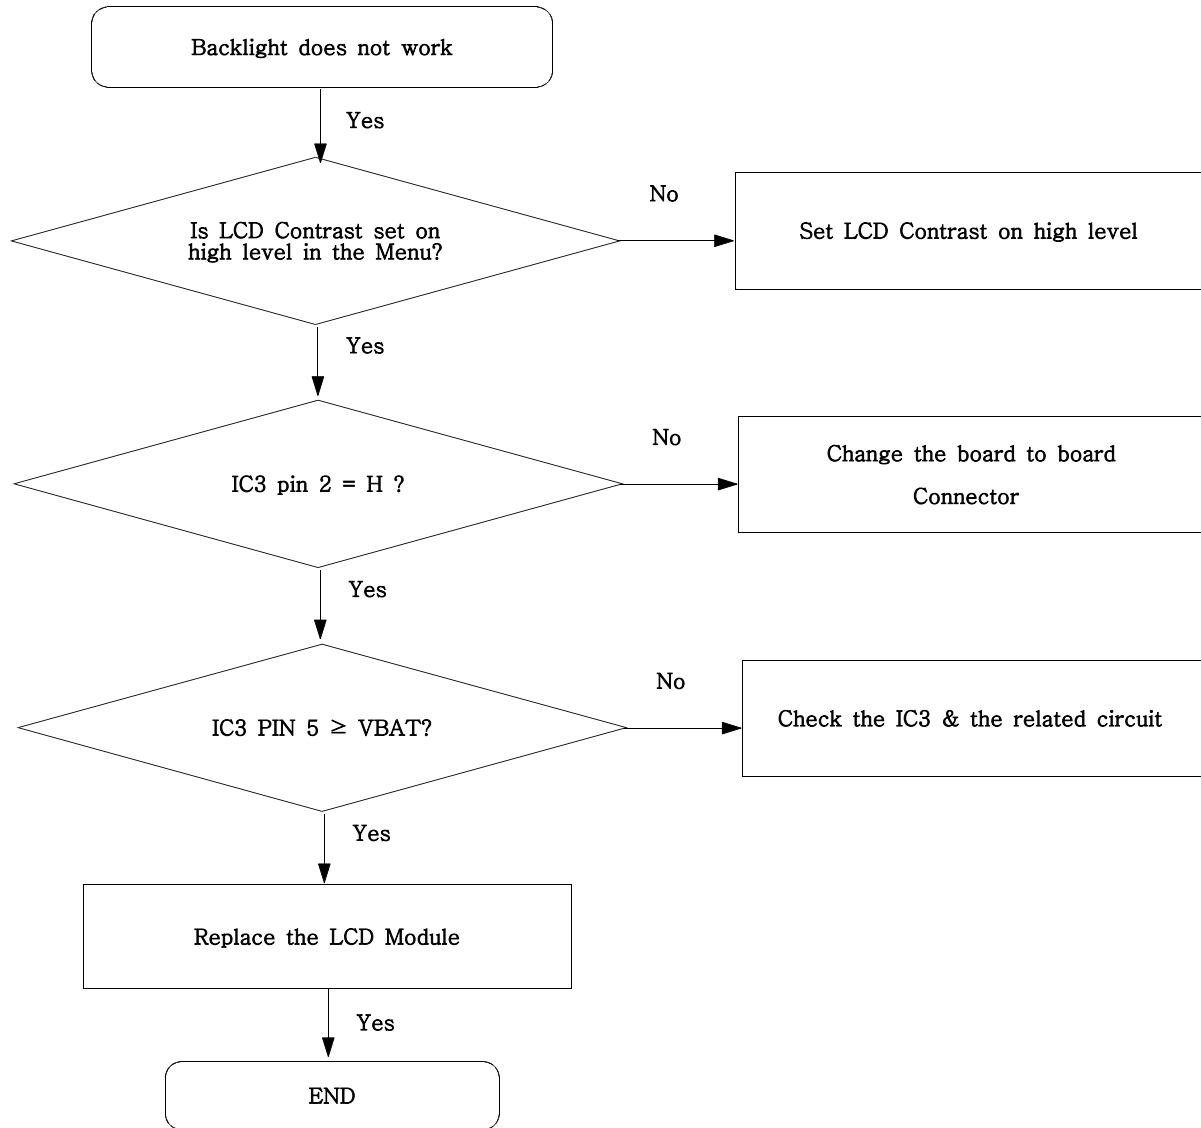 Backlight does not work
Yes
Is LCD Contrast set on
high level in the Menu?
No
Set LCD Contrast on high level
Yes
IC3 pin 2 = H ?
No
Change the board to board
Connector
Yes
IC3 PIN 5 ≥ VBAT?
No
Check the IC3 & the related circuit
Yes
Replace the LCD Module
Yes
END